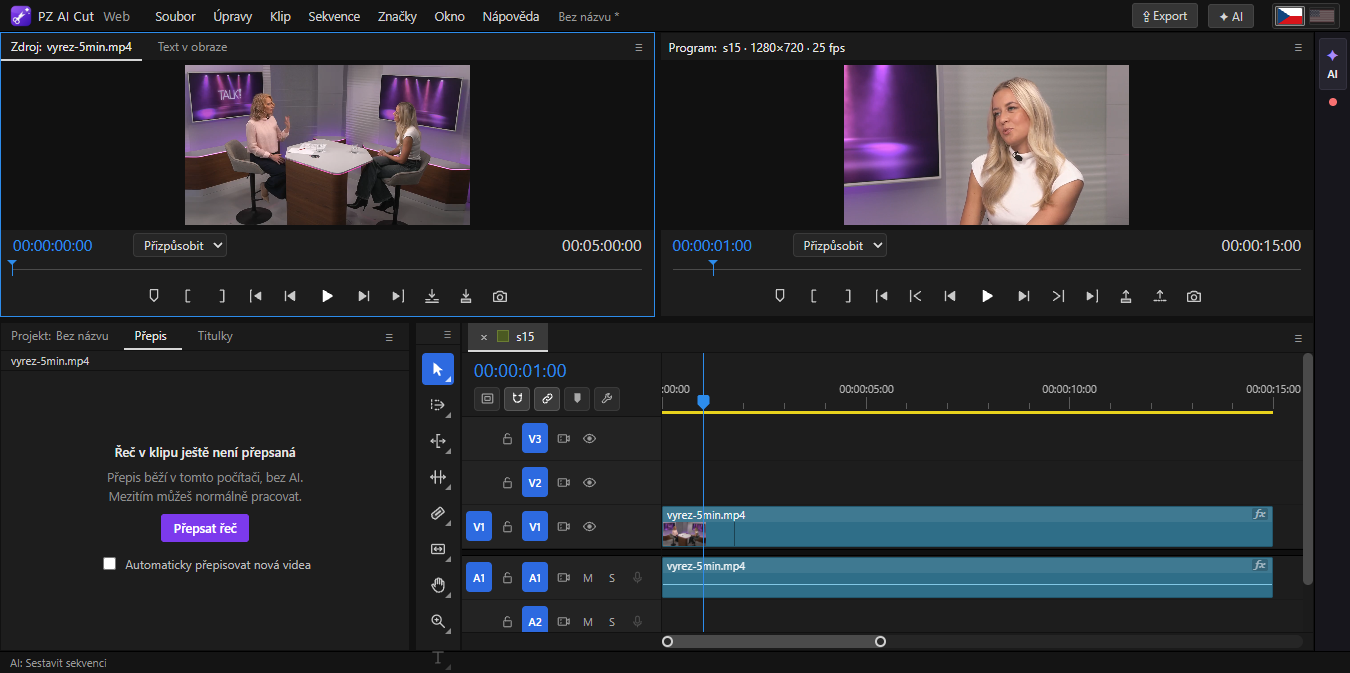 PZ AI Cut Web Soubor Úpravy Klip Sekvence Značky Okno Nápověda Bez názvu * Export AI
Zdroj: vyrez-5min.mp4 Text v obraze
TALK!
00:00:00:00 Přizpůsobit 00:05:00:00
Program: s15 · 1280×720 · 25 fps
00:00:01:00 Přizpůsobit 00:00:15:00
AI
Projekt: Bez názvu Přepis Titulky
vyrez-5min.mp4
Řeč v klipu ještě není přepsaná
Přepis běží v tomto počítači, bez AI.
Mezitím můžeš normálně pracovat.
Přepsat řeč
Automaticky přepisovat nová videa
× s15
00:00:01:00
:00:00 00:00:05:00 00:00:10:00 00:00:15:00
V3
V2
V1 V1
vyrez-5min.mp4 fx
A1 A1 M S
vyrez-5min.mp4 fx
A2 M S
T
AI: Sestavit sekvenci